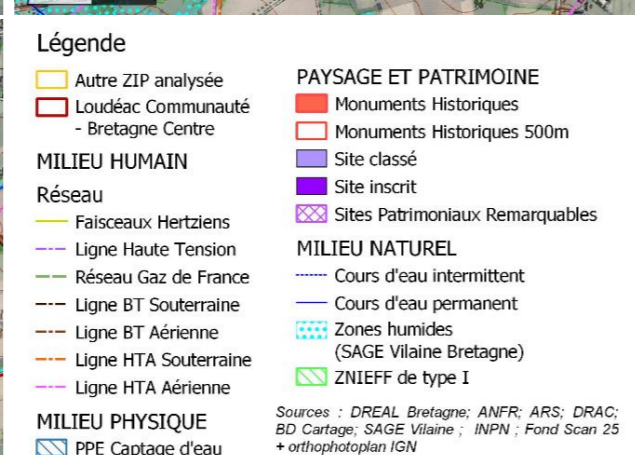 Légende
Autre ZIP analysée
Loudéac Communauté
- Bretagne Centre
MILIEU HUMAIN
Réseau
Faisceaux Hertziens
Ligne Haute Tension
Réseau Gaz de France
Ligne BT Souterraine
Ligne BT Aérienne
Ligne HTA Souterraine
Ligne HTA Aérienne
MILIEU PHYSIQUE
PPE Captage d'eau
PAYSAGE ET PATRIMOINE
Monuments Historiques
Monuments Historiques 500m
Site classé
Site inscrit
Sites Patrimoniaux Remarquables
MILIEU NATUREL
Cours d'eau intermittent
Cours d'eau permanent
Zones humides
(SAGE Vilaine Bretagne)
ZNIEFF de type I
Sources : DREAL Bretagne; ANFR; ARS; DRAC;
BD Cartage; SAGE Vilaine ; INPN ; Fond Scan 25
+ orthophotoplan IGN